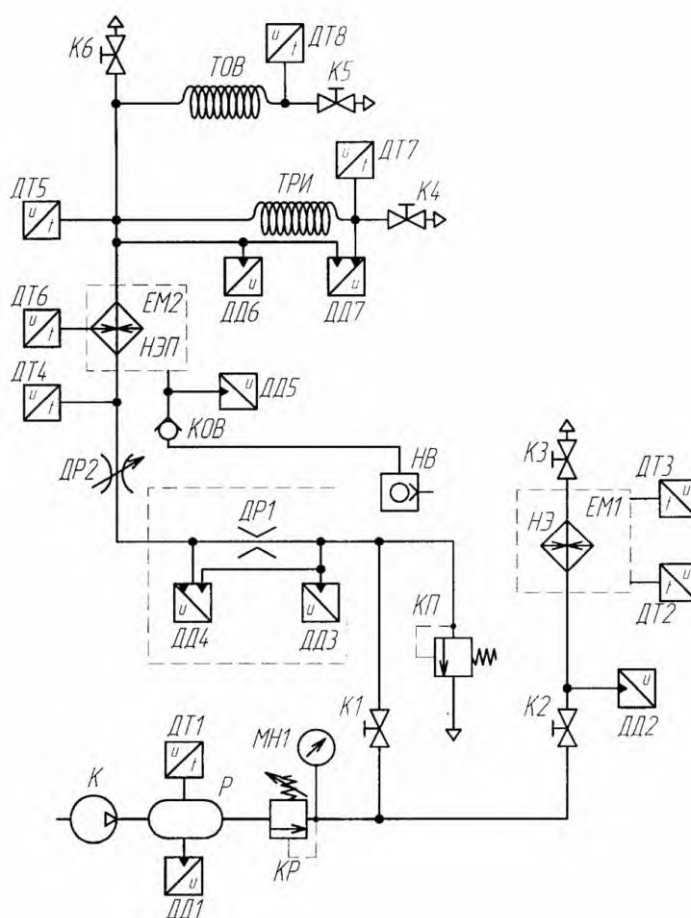 К6
ТОВ
ДТ8
К5
u
t
ДТ7
u
t
ТРИ
К4
ДТ5
u
t
u
ДД6
u
ДД7
ДТ6
u
t
ЕМ2
НЭП
ДТ4
u
t
u
ДД5
КОВ
НВ
ДР2
К3
ДТ3
u
t
НЭ
ЕМ1
ДР1
u
ДД4
u
ДД3
КП
u
t
ДТ2
К1
К2
u
ДД2
МН1
ДТ1
u
t
К
Р
КР
u
ДД1